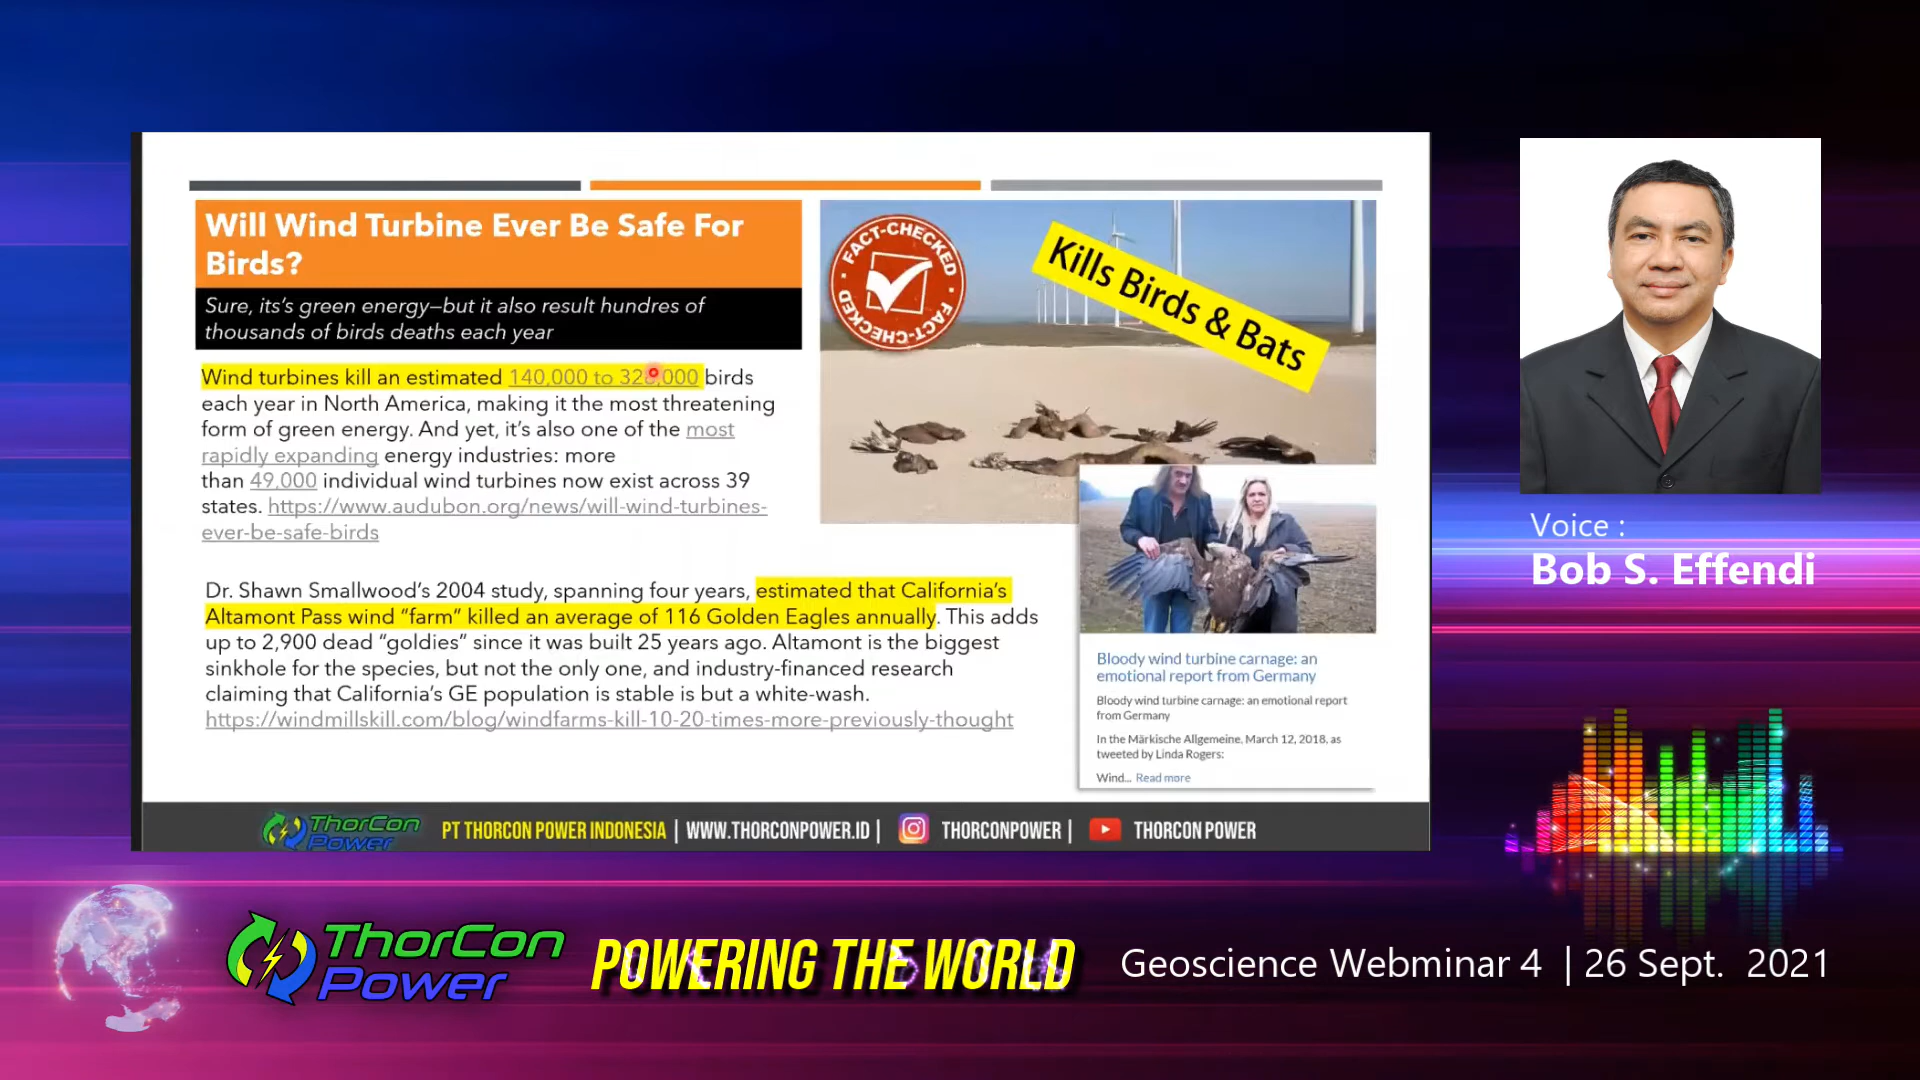 Will Wind Turbine Ever Be Safe For
Birds?
Sure, its's green energy—but it also result hundreds of
thousands of birds deaths each year
Wind turbines kill an estimated 140,000 to 328,000 birds
each year in North America, making it the most threatening
form of green energy. And yet, it's also one of the most
rapidly expanding energy industries: more
than 49,000 individual wind turbines now exist across 39
states. https://www.audubon.org/news/will-wind-turbines-
ever-be-safe-birds
Dr. Shawn Smallwood's 2004 study, spanning four years, estimated that California's
Altamont Pass wind "farm" killed an average of 116 Golden Eagles annually. This adds
up to 2,900 dead "goldies" since it was built 25 years ago. Altamont is the biggest
sinkhole for the species, but not the only one, and industry-financed research
claiming that California's GE population is stable is but a white-wash.
https://windmillskill.com/blog/windfarms-kill-10-20-times-more-previously-thought
FACT-CHECKED
FACT-CHECKED
Kills Birds & Bats
Bloody wind turbine carnage: an
emotional report from Germany
Bloody wind turbine carnage: an emotional report
from Germany
In the Märkische Allgemeine, March 12, 2018, as
tweeted by Linda Rogers:
Wind... Read more
ThorCon
Power
PT THORCON POWER INDONESIA | WWW.THORCONPOWER.ID | THORCONPOWER | THORCON POWER
Voice :
Bob S. Effendi
ThorCon
Power
POWERING THE WORLD
Geoscience Webminar 4 | 26 Sept. 2021